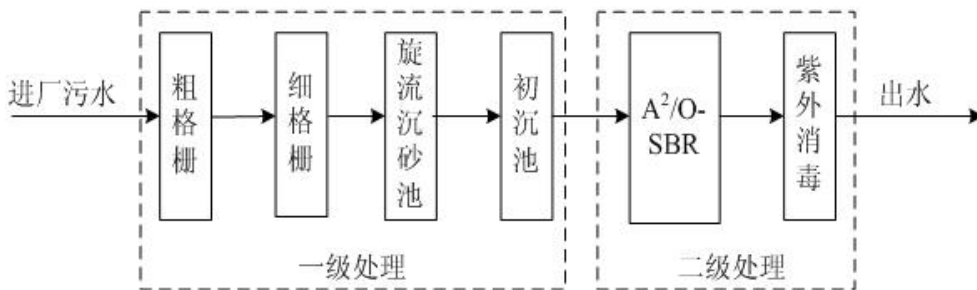 进厂污水
粗格栅
细格栅
旋流沉砂池
初沉池
A²/O-
SBR
紫外消毒
出水
一级处理
二级处理